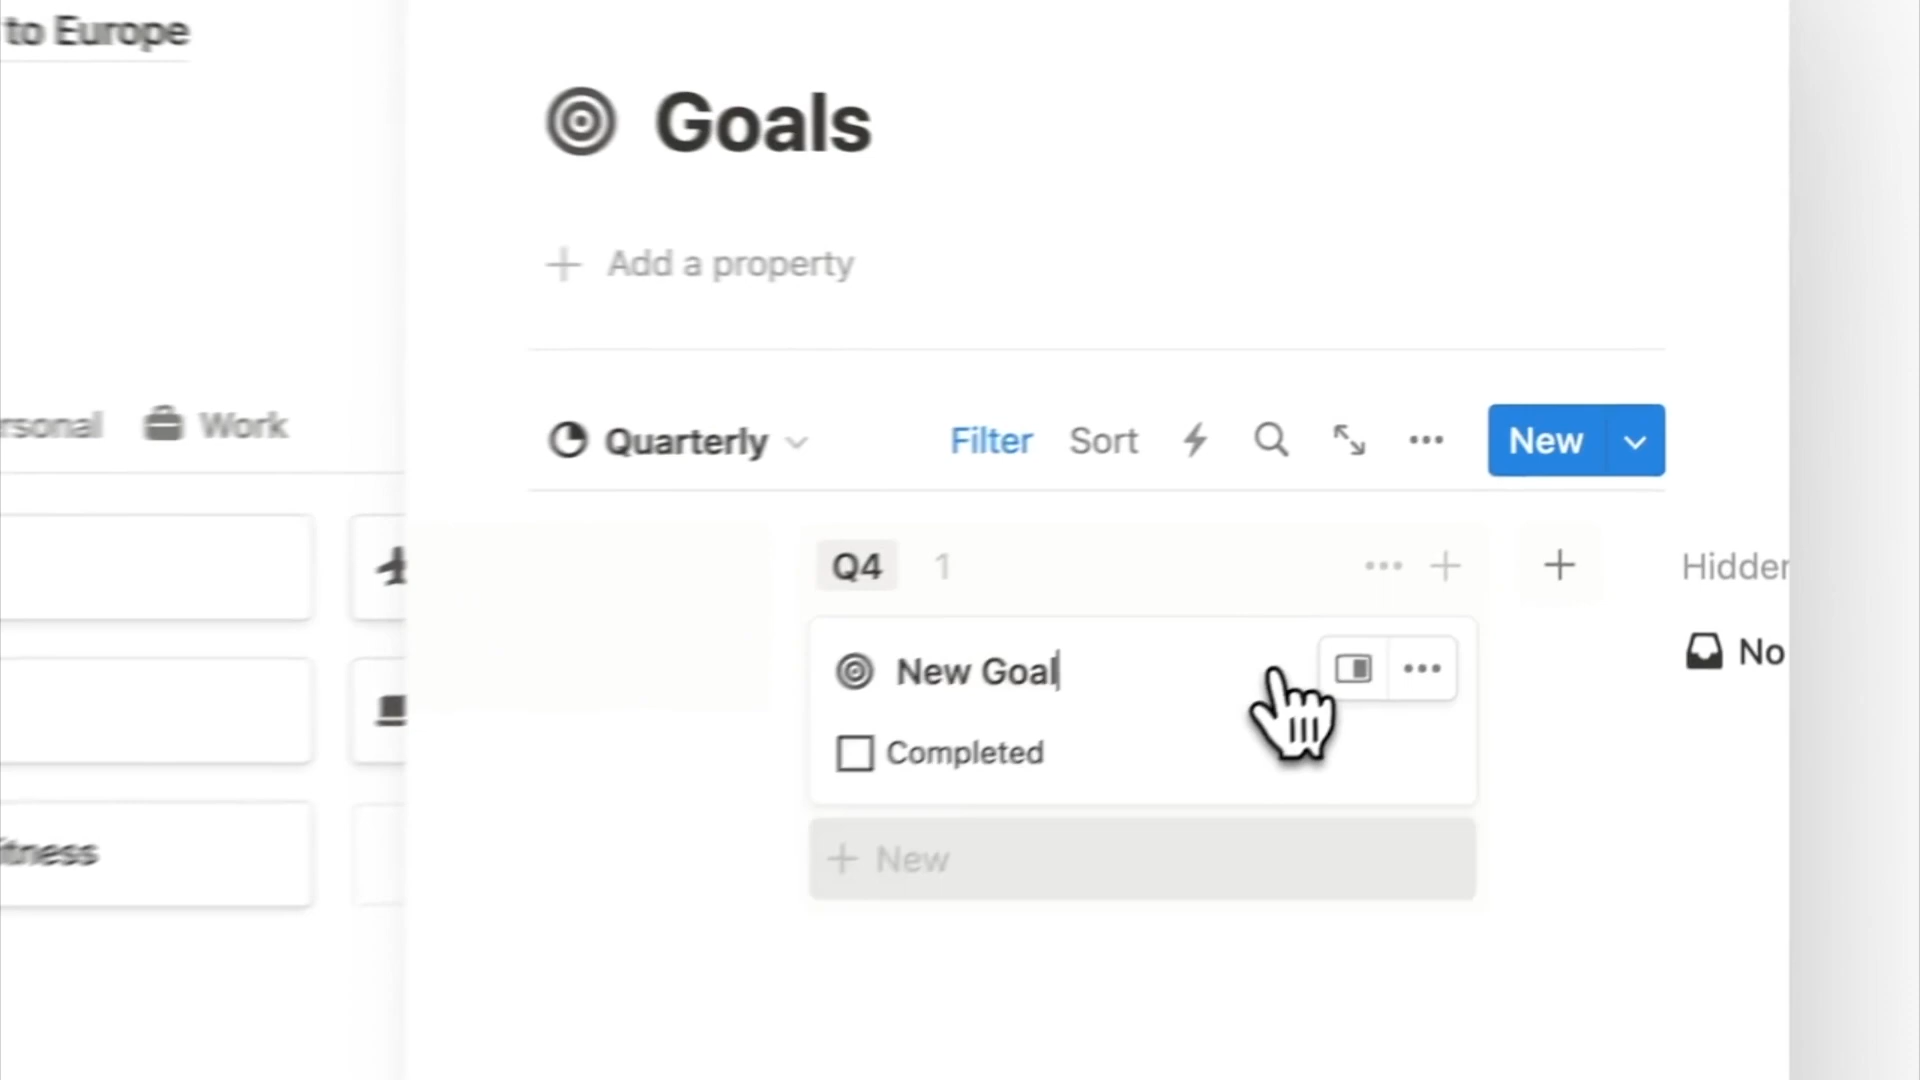 to Europe
Goals
Add a property
Work
Quarterly
Filter Sort New
Q4 1
Hidden
New Goal
No
Completed
New